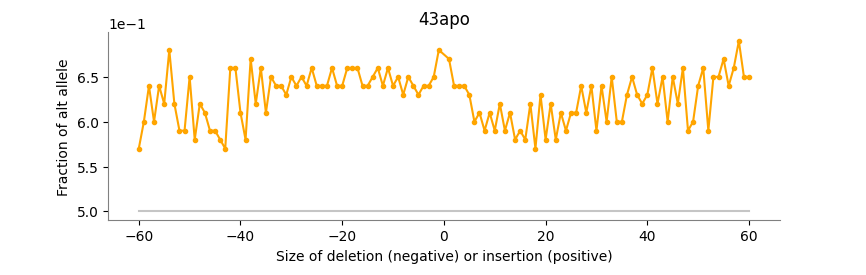 43apo
1e−1
6.5
6.0
5.5
5.0
Fraction of alt allele
−60 −40 −20 0 20 40 60
Size of deletion (negative) or insertion (positive)